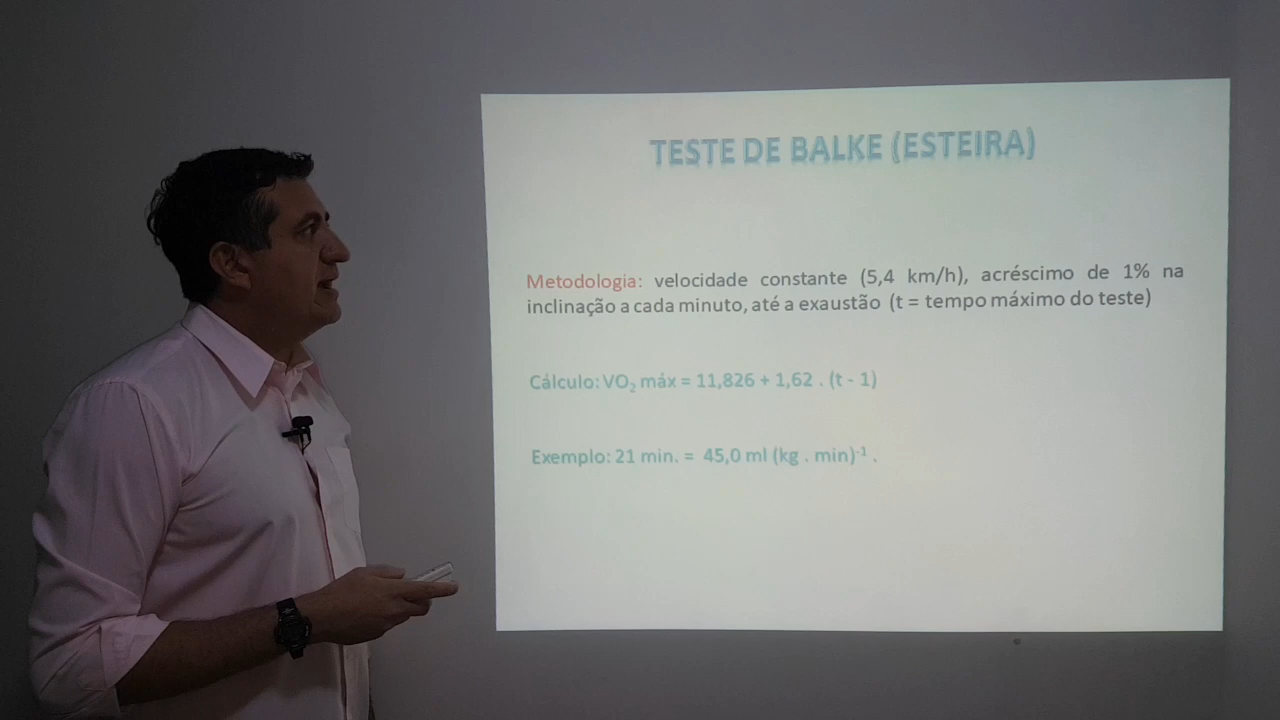 TESTE DE BALKE (ESTEIRA)
Metodologia: velocidade constante (5,4 km/h), acréscimo de 1% na
inclinação a cada minuto, até a exaustão (t = tempo máximo do teste)
Cálculo: VO₂ máx = 11,826 + 1,62 . (t - 1)
Exemplo: 21 min. = 45,0 ml (kg . min)⁻¹ .